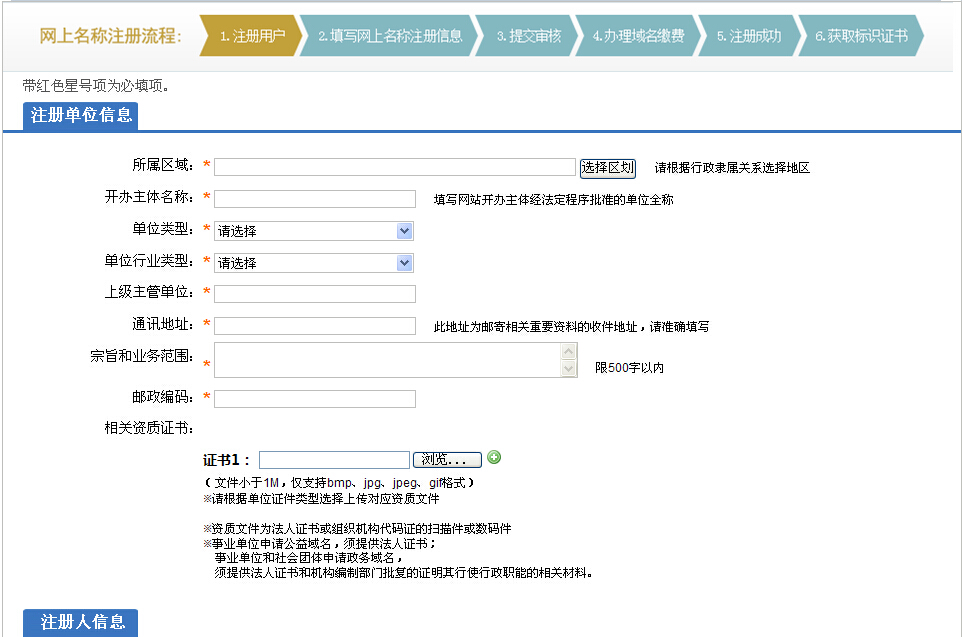 网上名称注册流程: 1. 注册用户 2.填写网上名称注册信息 3. 提交审核 4.办理域名缴费 5. 注册成功 6.获取标识证书
带红色星号项为必填项。
注册单位信息
所属区域: * 选择区划 请根据行政隶属关系选择地区
开办主体名称: * 填写网站开办主体经法定程序批准的单位全称
单位类型: * 请选择
单位行业类型: * 请选择
上级主管单位: *
通讯地址: * 此地址为邮寄相关重要资料的收件地址，请准确填写
宗旨和业务范围: * 限500字以内
邮政编码: *
相关资质证书:
证书1： 浏览...
（文件小于1M，仅支持bmp、jpg、jpeg、gif格式）
※请根据单位证件类型选择上传对应资质文件
※资质文件为法人证书或组织机构代码证的扫描件或数码件
※事业单位申请公益域名，须提供法人证书；
事业单位和社会团体申请政务域名，
须提供法人证书和机构编制部门批复的证明其行使行政职能的相关材料。
注册人信息